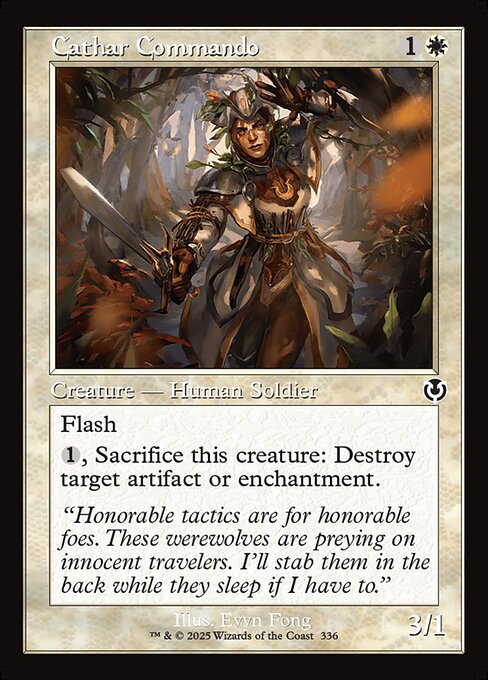 Cathar Commando 1
Creature — Human Soldier
Flash
1, Sacrifice this creature: Destroy
target artifact or enchantment.
“Honorable tactics are for honorable
foes. These werewolves are preying on
innocent travelers. I’ll stab them in the
back while they sleep if I have to.”
Illus. Evyn Fong
™ & © 2025 Wizards of the Coast 336
3/1